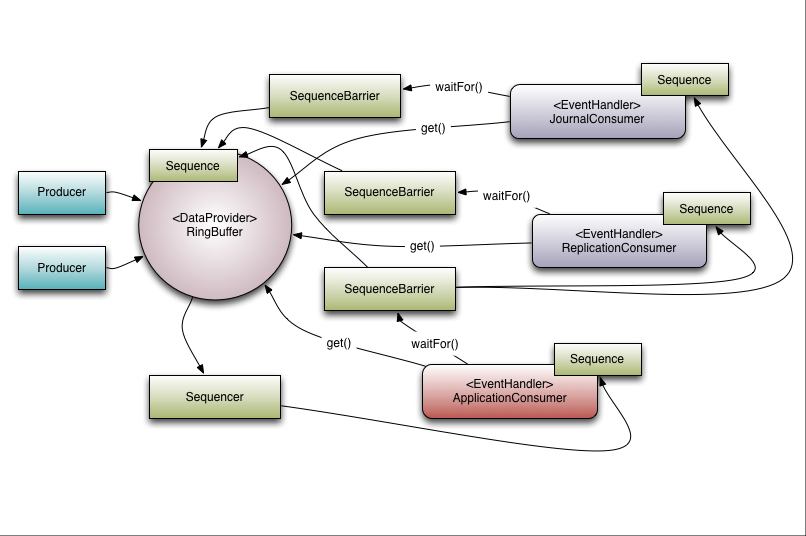 Sequence
SequenceBarrier
waitFor()
<EventHandler>
JournalConsumer
get()
Sequence
Producer
SequenceBarrier
waitFor()
Sequence
<DataProvider>
RingBuffer
<EventHandler>
ReplicationConsumer
get()
Producer
SequenceBarrier
get()
waitFor()
Sequence
<EventHandler>
ApplicationConsumer
Sequencer